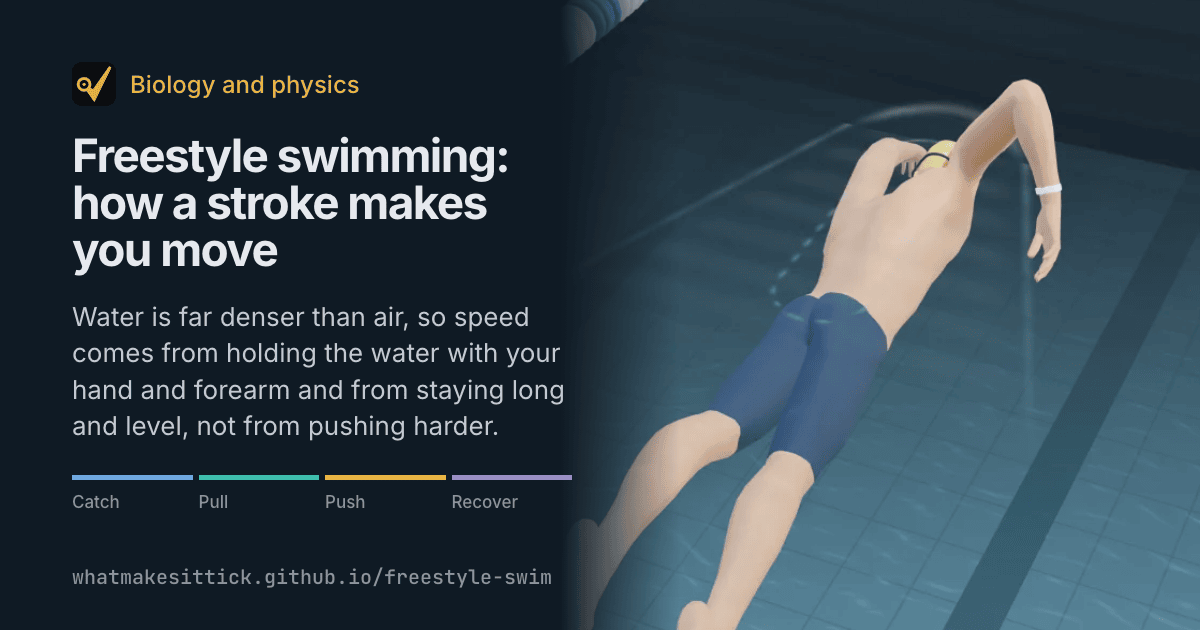 Biology and physics
Freestyle swimming:
how a stroke makes
you move
Water is far denser than air, so speed
comes from holding the water with your
hand and forearm and from staying long
and level, not from pushing harder.
Catch
Pull
Push
Recover
whatmakesittick.github.io/freestyle-swim